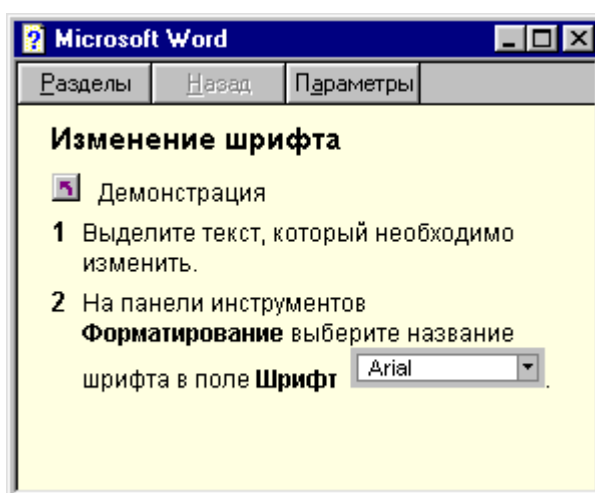 Microsoft Word
Разделы Назад Параметры
Изменение шрифта
Демонстрация
1 Выделите текст, который необходимо
изменить.
2 На панели инструментов
Форматирование выберите название
шрифта в поле Шрифт Arial .